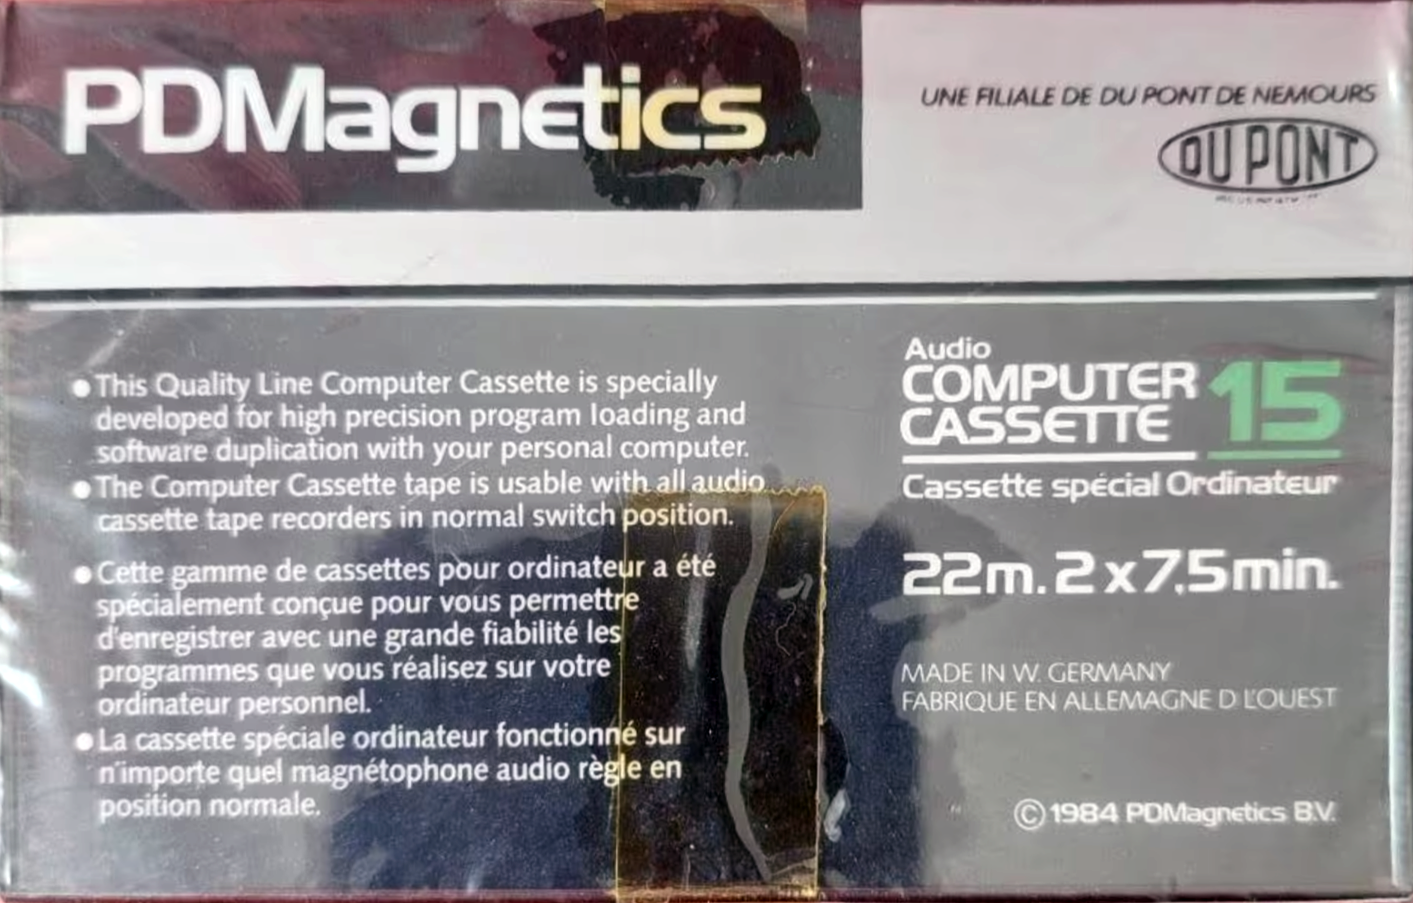 PDMagnetics
UNE FILIALE DE DU PONT DE NEMOURS
DU PONT
This Quality Line Computer Cassette is specially
developed for high precision program loading and
software duplication with your personal computer.
The Computer Cassette tape is usable with all audio
cassette tape recorders in normal switch position.
Cette gamme de cassettes pour ordinateur a été
spécialement conçue pour vous permettre
d'enregistrer avec une grande fiabilité les
programmes que vous réalisez sur votre
ordinateur personnel.
La cassette spéciale ordinateur fonctionné sur
n'importe quel magnétophone audio règle en
position normale.
Audio
COMPUTER
CASSETTE 15
Cassette spécial Ordinateur
22m. 2 x 7,5 min.
MADE IN W. GERMANY
FABRIQUE EN ALLEMAGNE D L'OUEST
© 1984 PDMagnetics B.V.